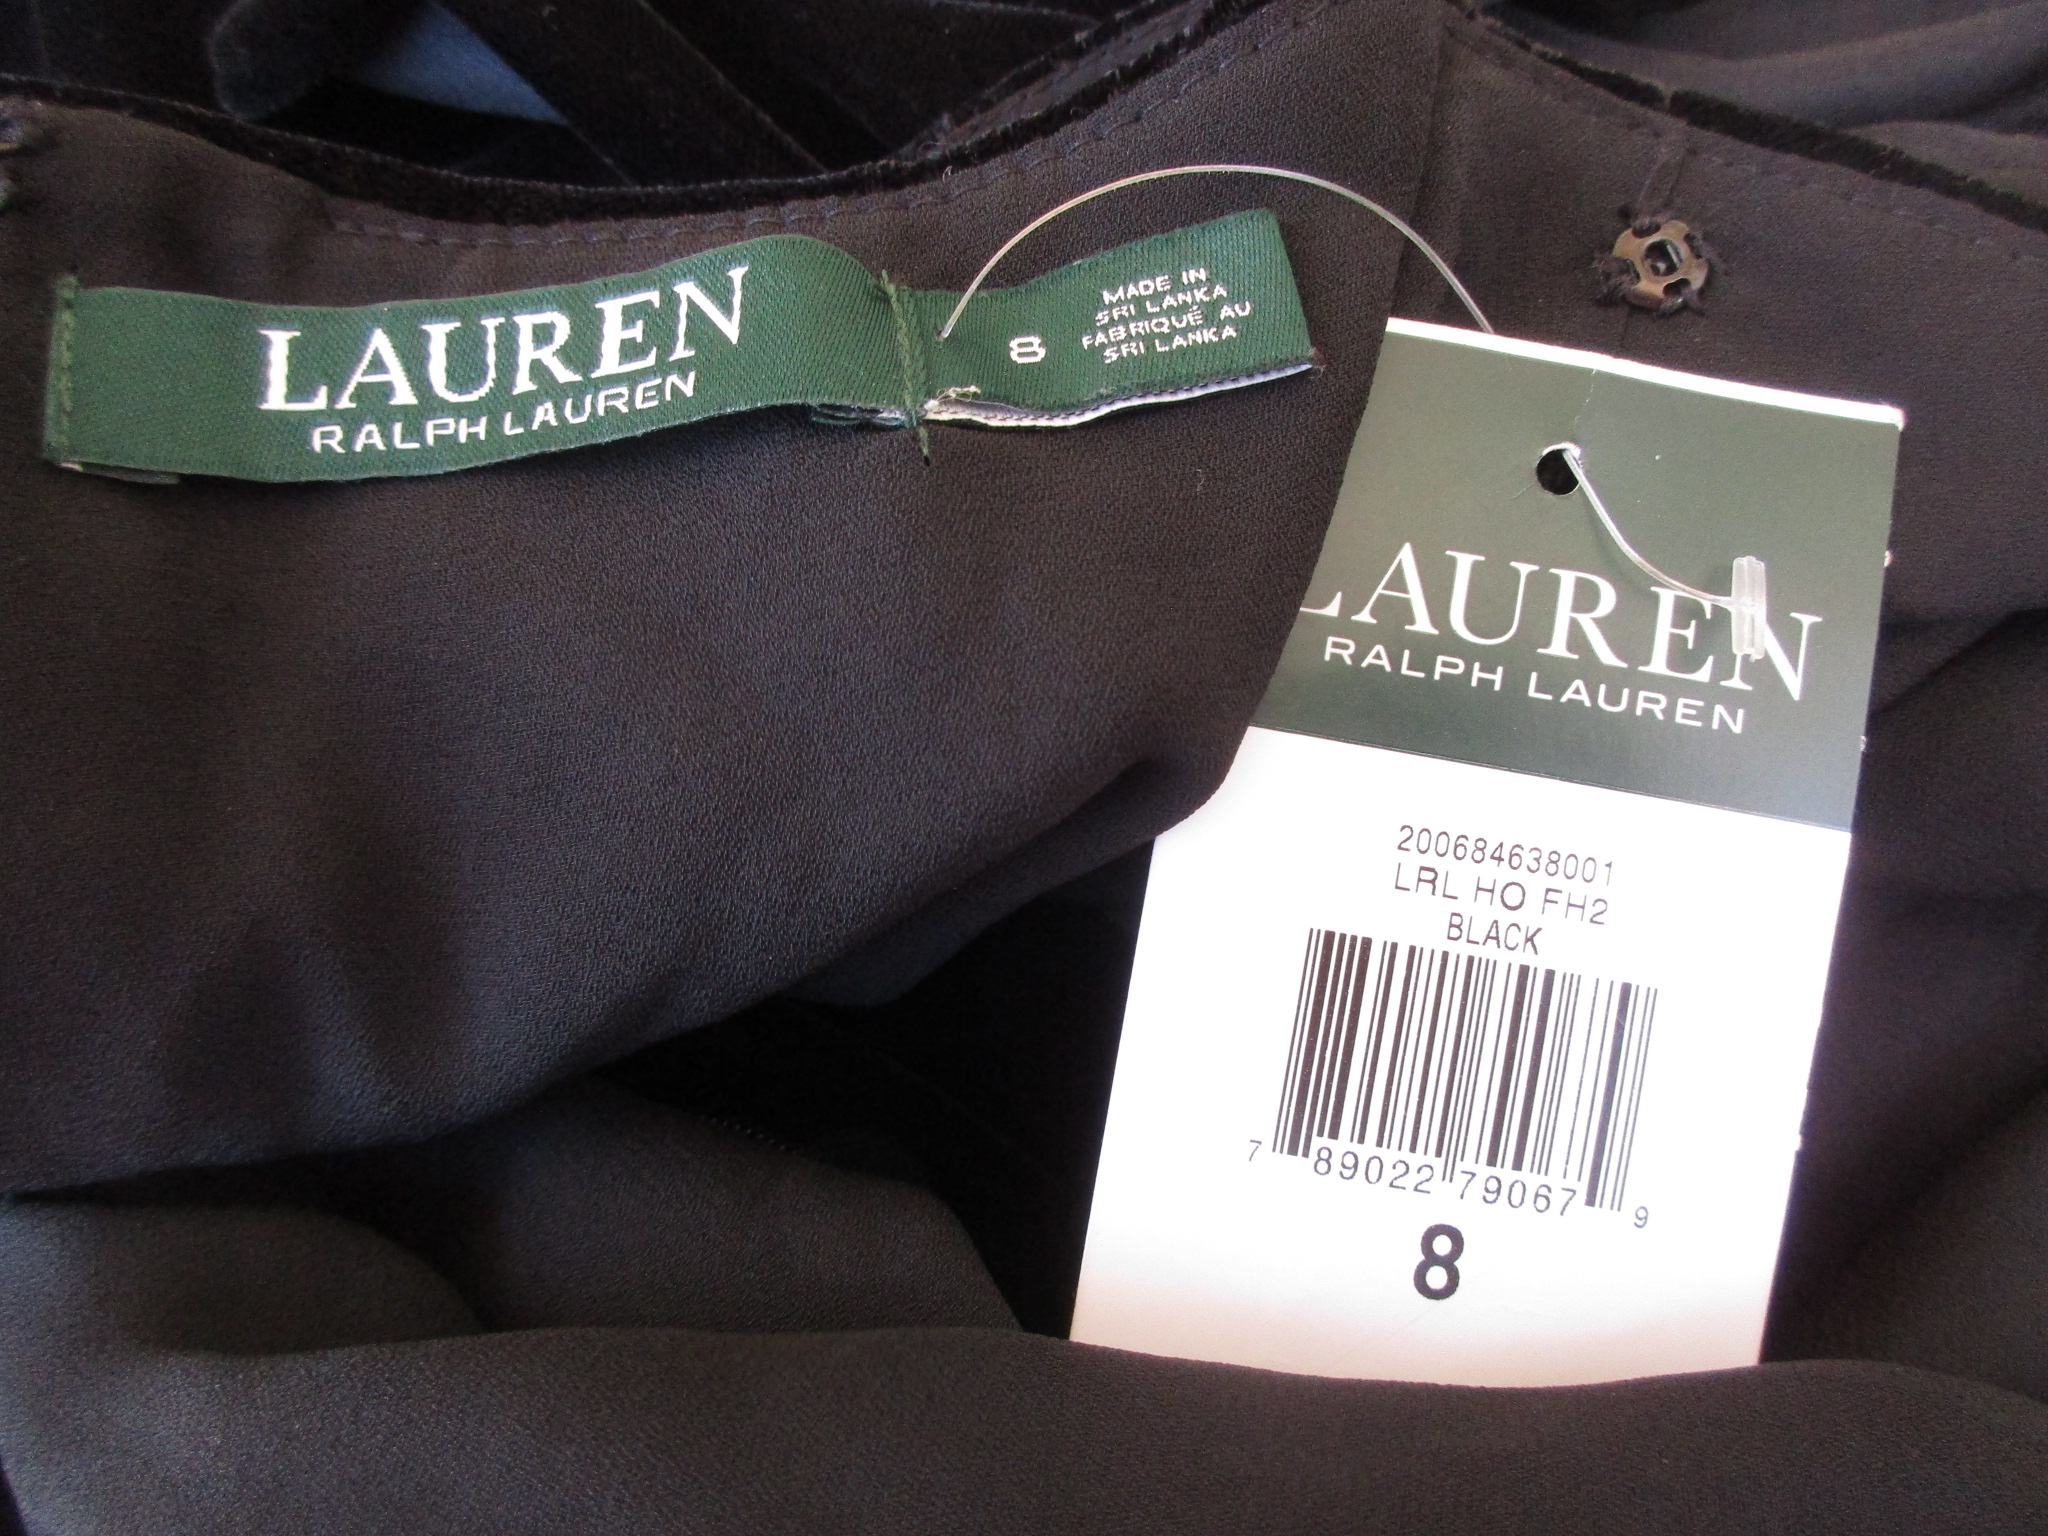 LAUREN
RALPH LAUREN
8
MADE IN
SRI LANKA
FABRIQUÉ AU
SRI LANKA
LAUREN
RALPH LAUREN
200684638001
LRL HO FH2
BLACK
7 89022 79067 9
8